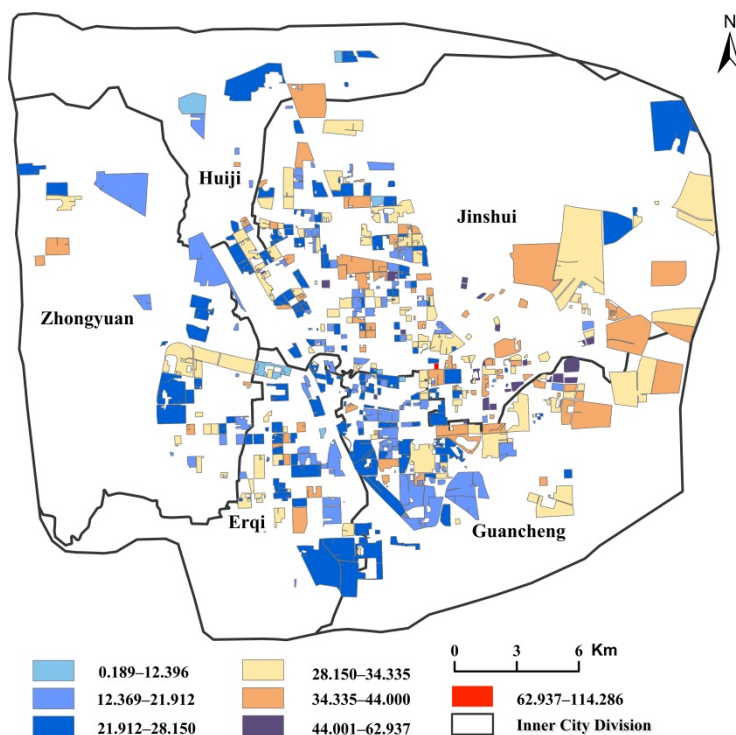 N
Huiji
Jinshui
Zhongyuan
Erqi
Guancheng
0 3 6 Km
0.189–12.396
28.150–34.335
12.369–21.912
34.335–44.000
62.937–114.286
21.912–28.150
44.001–62.937
Inner City Division